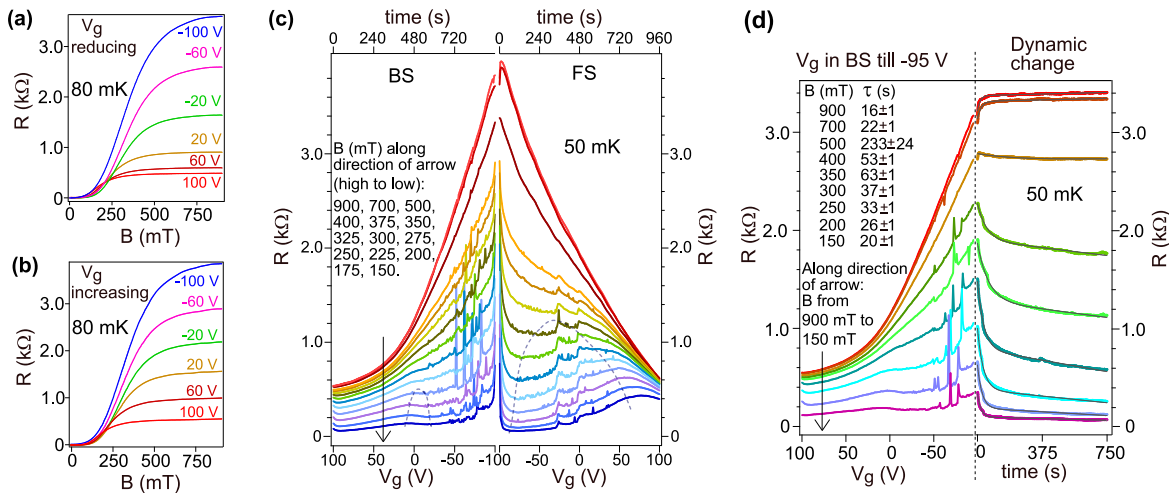 (a)
Vg
reducing
80 mK
-100 V
-60 V
-20 V
20 V
60 V
100 V
R (kΩ)
3.0
2.0
1.0
0
0 250 500 750
B (mT)
(b)
Vg
increasing
80 mK
-100 V
-60 V
-20 V
20 V
60 V
100 V
R (kΩ)
3.0
2.0
1.0
0
0 250 500 750
B (mT)
(c)
time (s) time (s)
0 240 480 720 0 240 480 720 960
BS FS
50 mK
B (mT) along
direction of arrow
(high to low):
900, 700, 500,
400, 375, 350,
325, 300, 275,
250, 225, 200,
175, 150.
R (kΩ)
4.0
3.0
2.0
1.0
0
3.0
2.0
1.0
0
R (kΩ)
100 50 0 -50 -100 -50 0 50 100
Vg (V) Vg (V)
(d)
Vg in BS till -95 V
Dynamic
change
B (mT) τ (s)
900 16±1
700 22±1
500 233±24
400 53±1
350 63±1
300 37±1
250 33±1
200 26±1
150 20±1
50 mK
Along direction
of arrow:
B from
900 mT to
150 mT
R (kΩ)
3.0
2.0
1.0
0
3.0
2.0
1.0
0
R (kΩ)
100 50 0 -50 0 375 750
Vg (V) time (s)